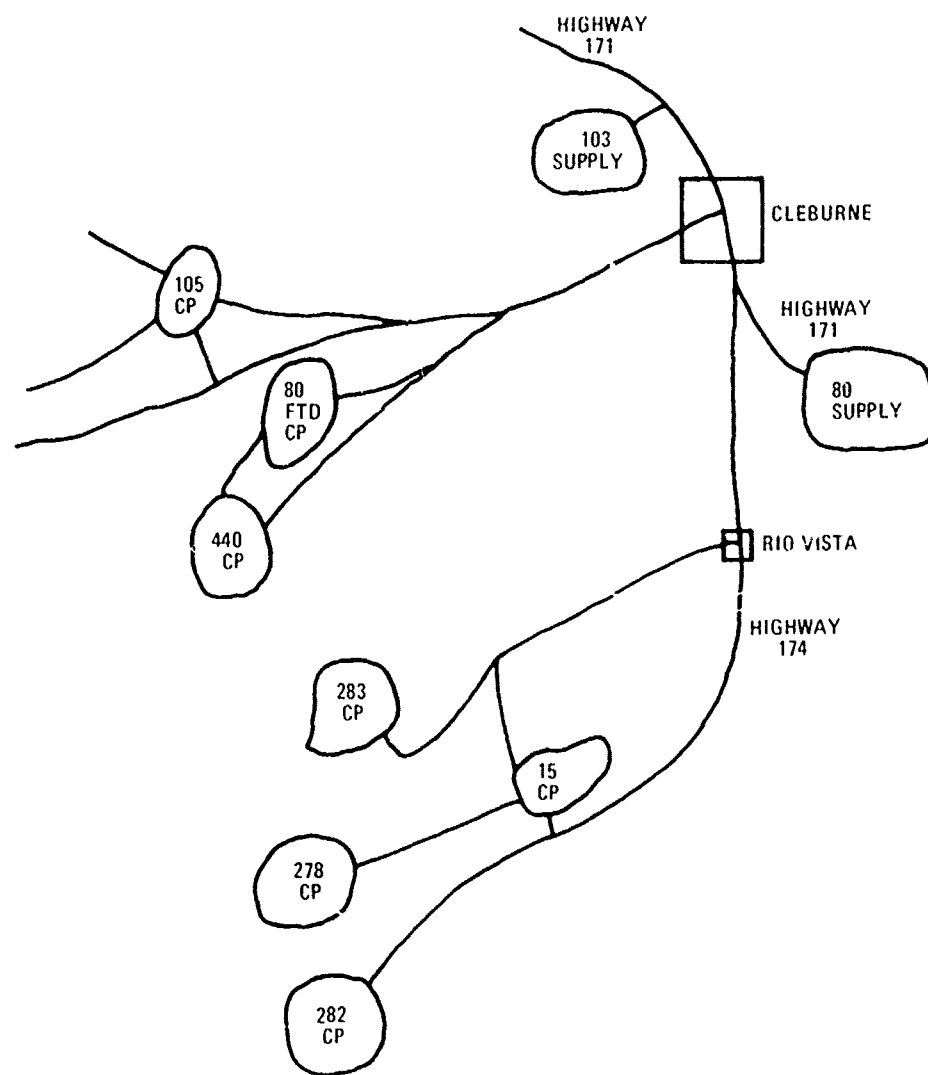 HIGHWAY
171
103
SUPPLY
CLEBURNE
105
CP
HIGHWAY
171
80
FTD
CP
80
SUPPLY
440
CP
RIO VISTA
HIGHWAY
174
283
CP
15
CP
278
CP
282
CP